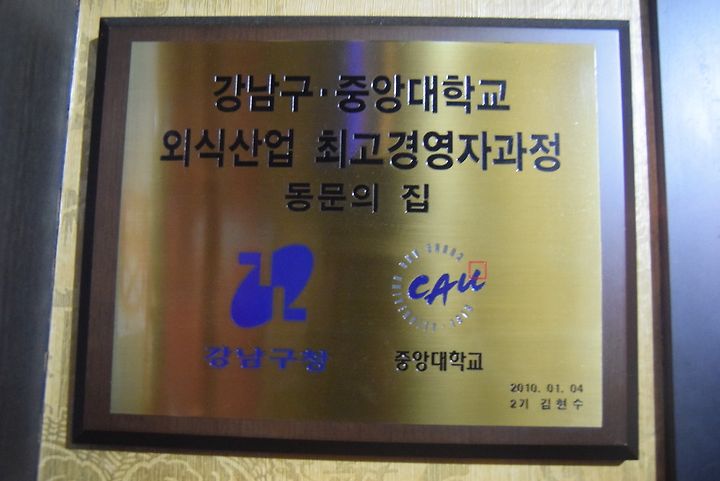 강남구·중앙대학교
외식산업 최고경영자과정
동문의 집
CAU
강남구청
중앙대학교
2010. 01. 04
2기 김현수